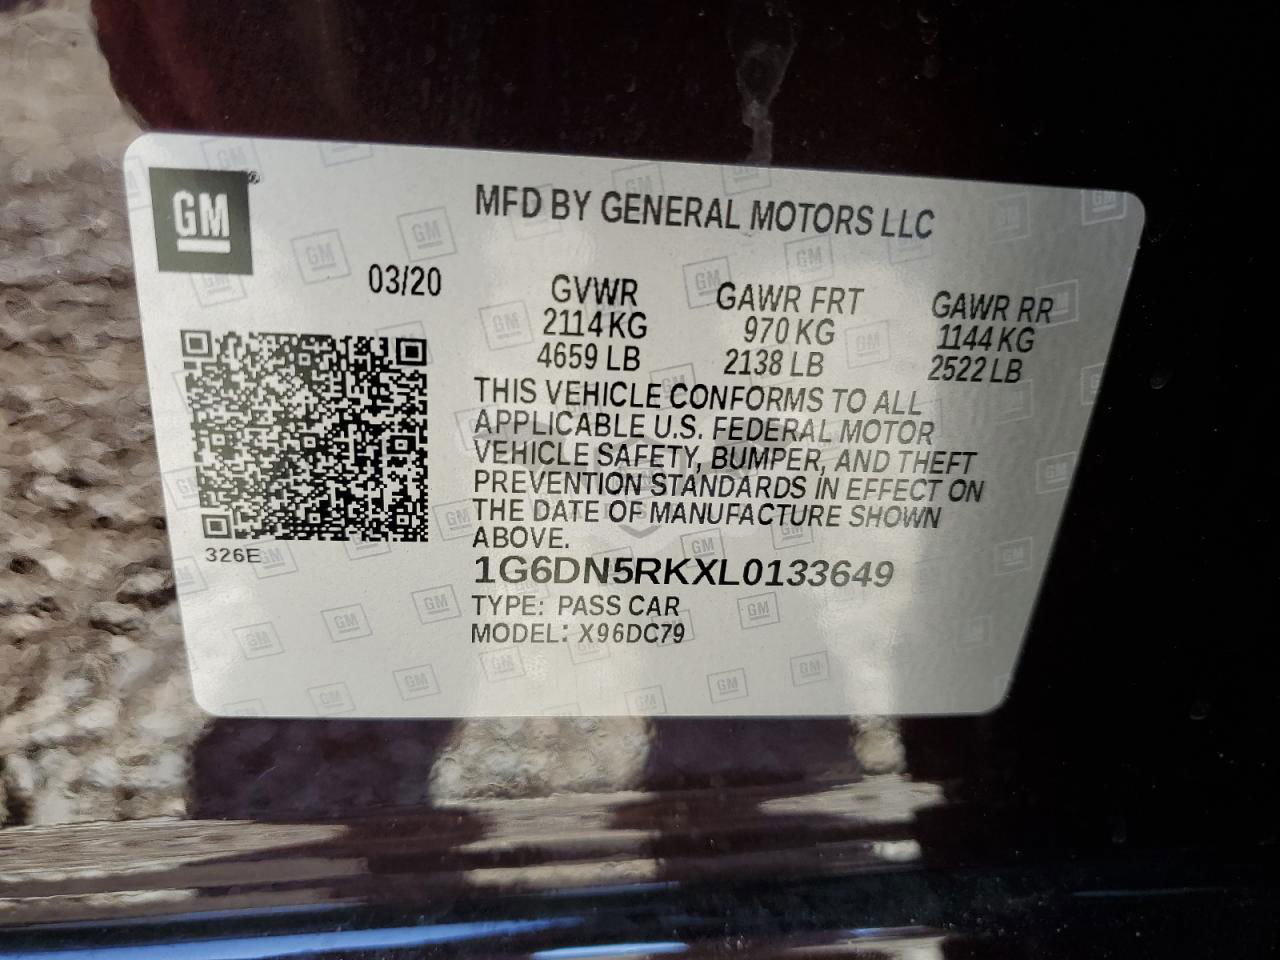 GM
MFD BY GENERAL MOTORS LLC
03/20
GVWR GAWR FRT GAWR RR
2114 KG 970 KG 1144 KG
4659 LB 2138 LB 2522 LB
THIS VEHICLE CONFORMS TO ALL
APPLICABLE U.S. FEDERAL MOTOR
VEHICLE SAFETY, BUMPER, AND THEFT
PREVENTION STANDARDS IN EFFECT ON
THE DATE OF MANUFACTURE SHOWN
ABOVE.
326E
1G6DN5RKXL0133649
TYPE: PASS CAR
MODEL: X96DC79